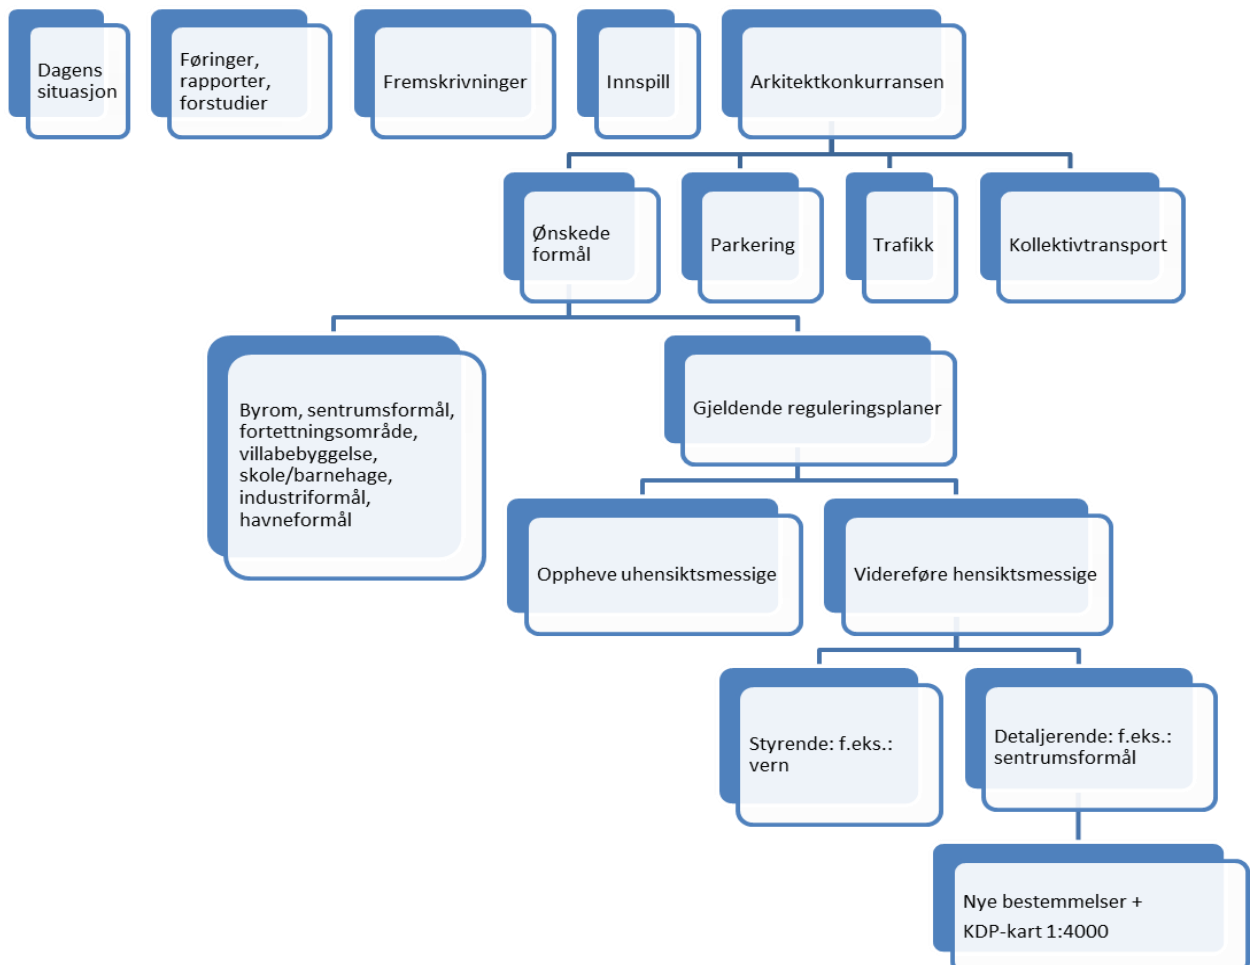 Dagens
situasjon
Føringer,
rapporter,
forstudier
Fremskrivninger
Innspill
Arkitektkonkurransen
Ønskede
formål
Parkering
Trafikk
Kollektivtransport
Byrom, sentrumsformål,
fortettningsområde,
villabebyggelse,
skole/barnehage,
industriformål,
havneformål
Gjeldende reguleringsplaner
Oppheve uhensiktsmessige
Videreføre hensiktsmessige
Styrende: f.eks.:
vern
Detaljerende: f.eks.:
sentrumsformål
Nye bestemmelser +
KDP-kart 1:4000